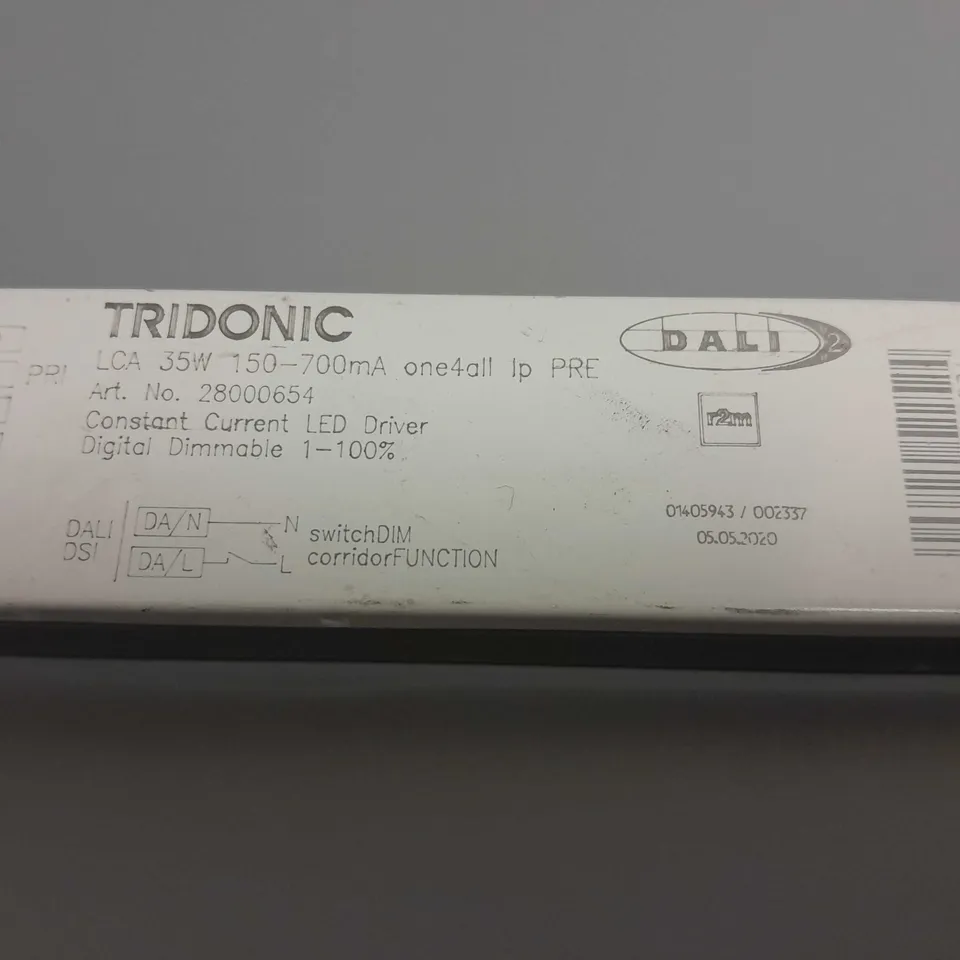 TRIDONIC
LCA 35W 150-700mA one4all lp PRE
Art. No. 28000654
Constant Current LED Driver
Digital Dimmable 1-100%
PRI
DALI 2
r2m
01405943 / 002337
05.05.2020
DALI
DSI
DA/N N
DA/L L
switchDIM
corridorFUNCTION